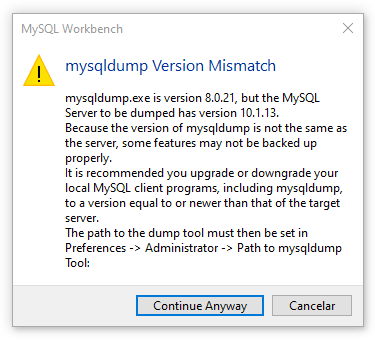 MySQL Workbench
mysqldump Version Mismatch
mysqldump.exe is version 8.0.21, but the MySQL
Server to be dumped has version 10.1.13.
Because the version of mysqldump is not the same as
the server, some features may not be backed up
properly.
It is recommended you upgrade or downgrade your
local MySQL client programs, including mysqldump,
to a version equal to or newer than that of the target
server.
The path to the dump tool must then be set in
Preferences -> Administrator -> Path to mysqldump
Tool:
Continue Anyway
Cancelar